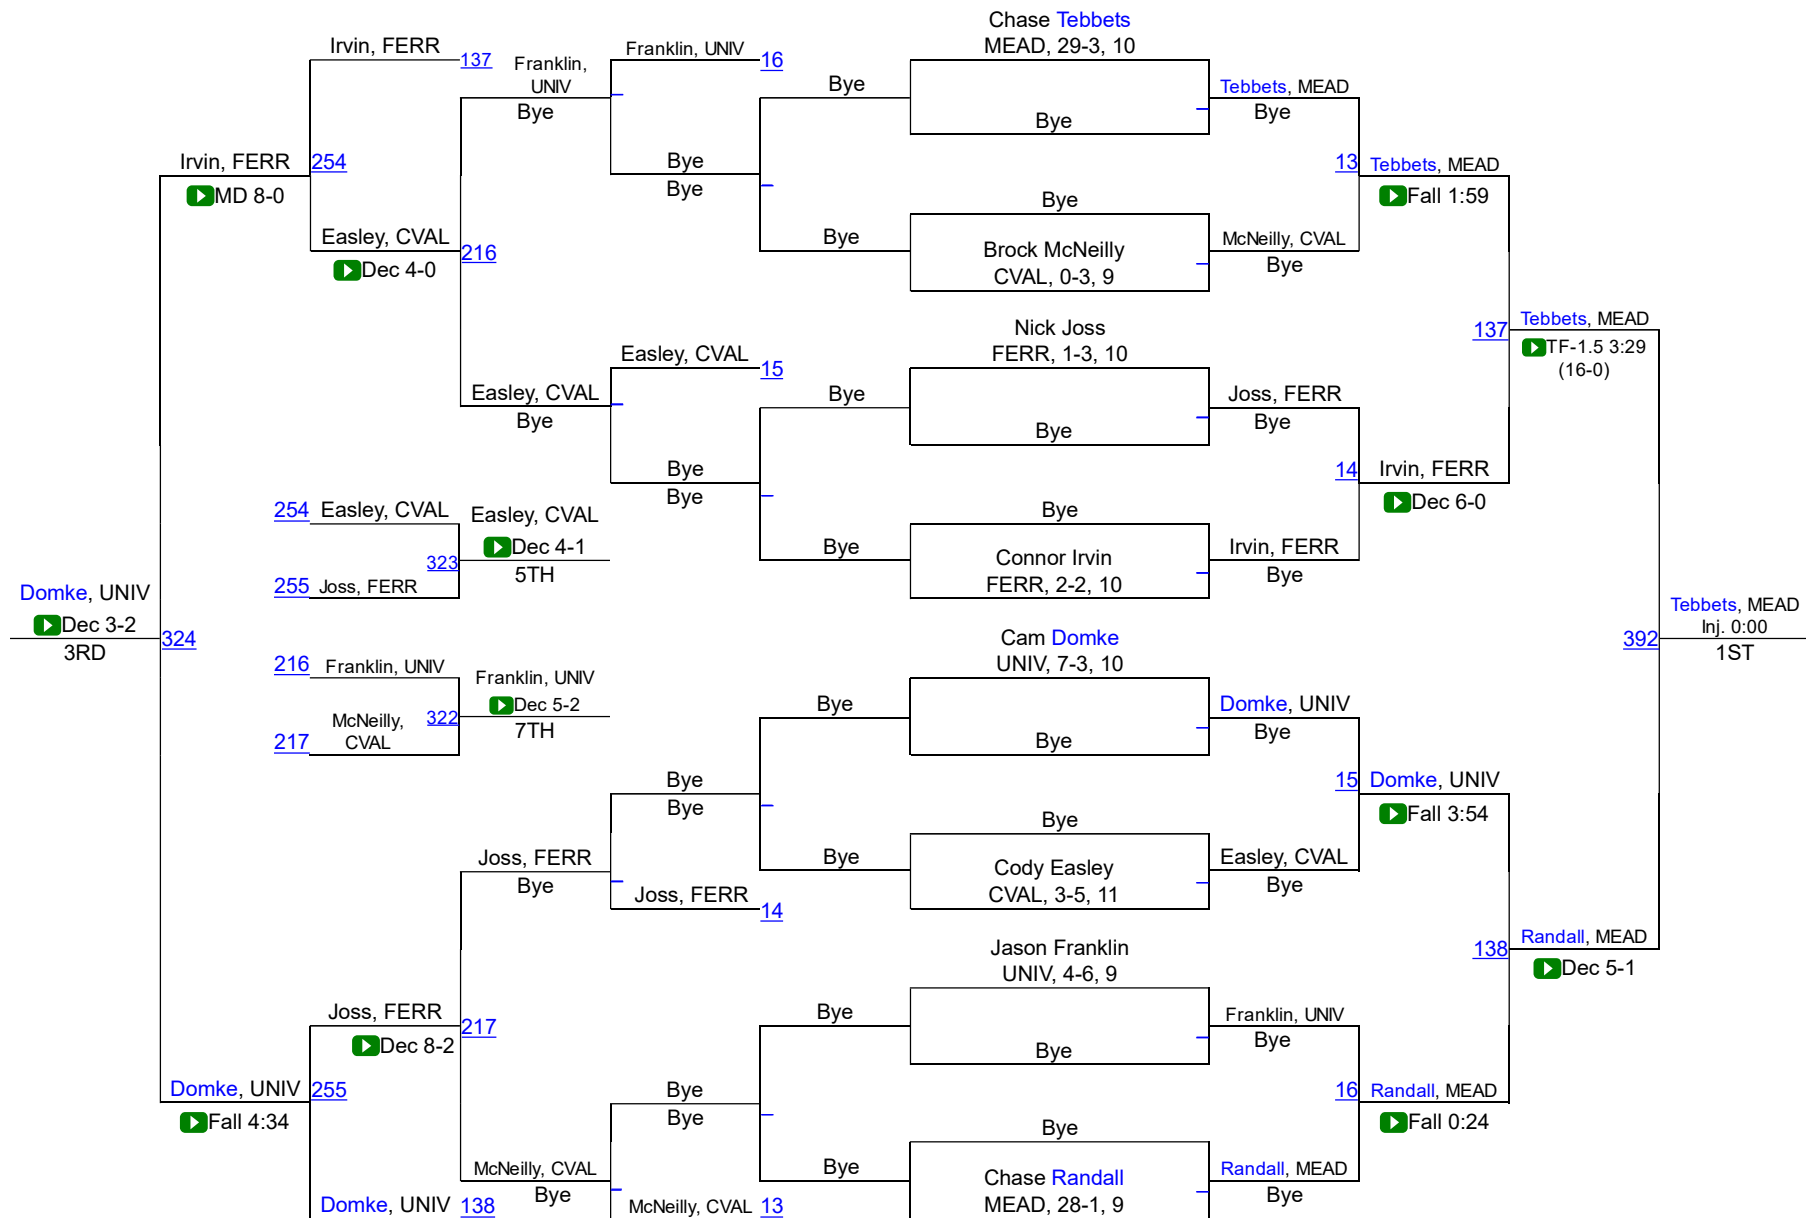 Chase Tebbets
MEAD, 29-3, 10
Irvin, FERR
137
Franklin, UNIV
16
Franklin,
UNIV
Bye
Bye
Tebbets, MEAD
Bye
Bye
Irvin, FERR
254
MD 8-0
Bye
Bye
13
Tebbets, MEAD
Fall 1:59
Bye
Easley, CVAL
216
Dec 4-0
Bye
Brock McNeilly
CVAL, 0-3, 9
McNeilly, CVAL
Bye
Nick Joss
FERR, 1-3, 10
137
Tebbets, MEAD
TF-1.5 3:29
(16-0)
Easley, CVAL
15
Easley, CVAL
Bye
Bye
Joss, FERR
Bye
Bye
Bye
Bye
14
Irvin, FERR
Dec 6-0
254
Easley, CVAL
Easley, CVAL
Dec 4-1
5TH
323
255
Joss, FERR
Bye
Bye
Connor Irvin
FERR, 2-2, 10
Irvin, FERR
Bye
Domke, UNIV
Dec 3-2
3RD
324
Cam Domke
UNIV, 7-3, 10
392
Tebbets, MEAD
Inj. 0:00
1ST
216
Franklin, UNIV
Franklin, UNIV
Dec 5-2
7TH
322
McNeilly,
CVAL
217
Bye
Bye
Domke, UNIV
Bye
Bye
Bye
15
Domke, UNIV
Fall 3:54
Bye
Joss, FERR
Bye
Bye
Cody Easley
CVAL, 3-5, 11
Easley, CVAL
Bye
Joss, FERR
14
Jason Franklin
UNIV, 4-6, 9
138
Randall, MEAD
Dec 5-1
Joss, FERR
217
Dec 8-2
Bye
Bye
Franklin, UNIV
Bye
Domke, UNIV
255
Fall 4:34
Bye
Bye
16
Randall, MEAD
Fall 0:24
Bye
McNeilly, CVAL
Bye
Bye
Chase Randall
MEAD, 28-1, 9
Randall, MEAD
Bye
Domke, UNIV
138
McNeilly, CVAL
13